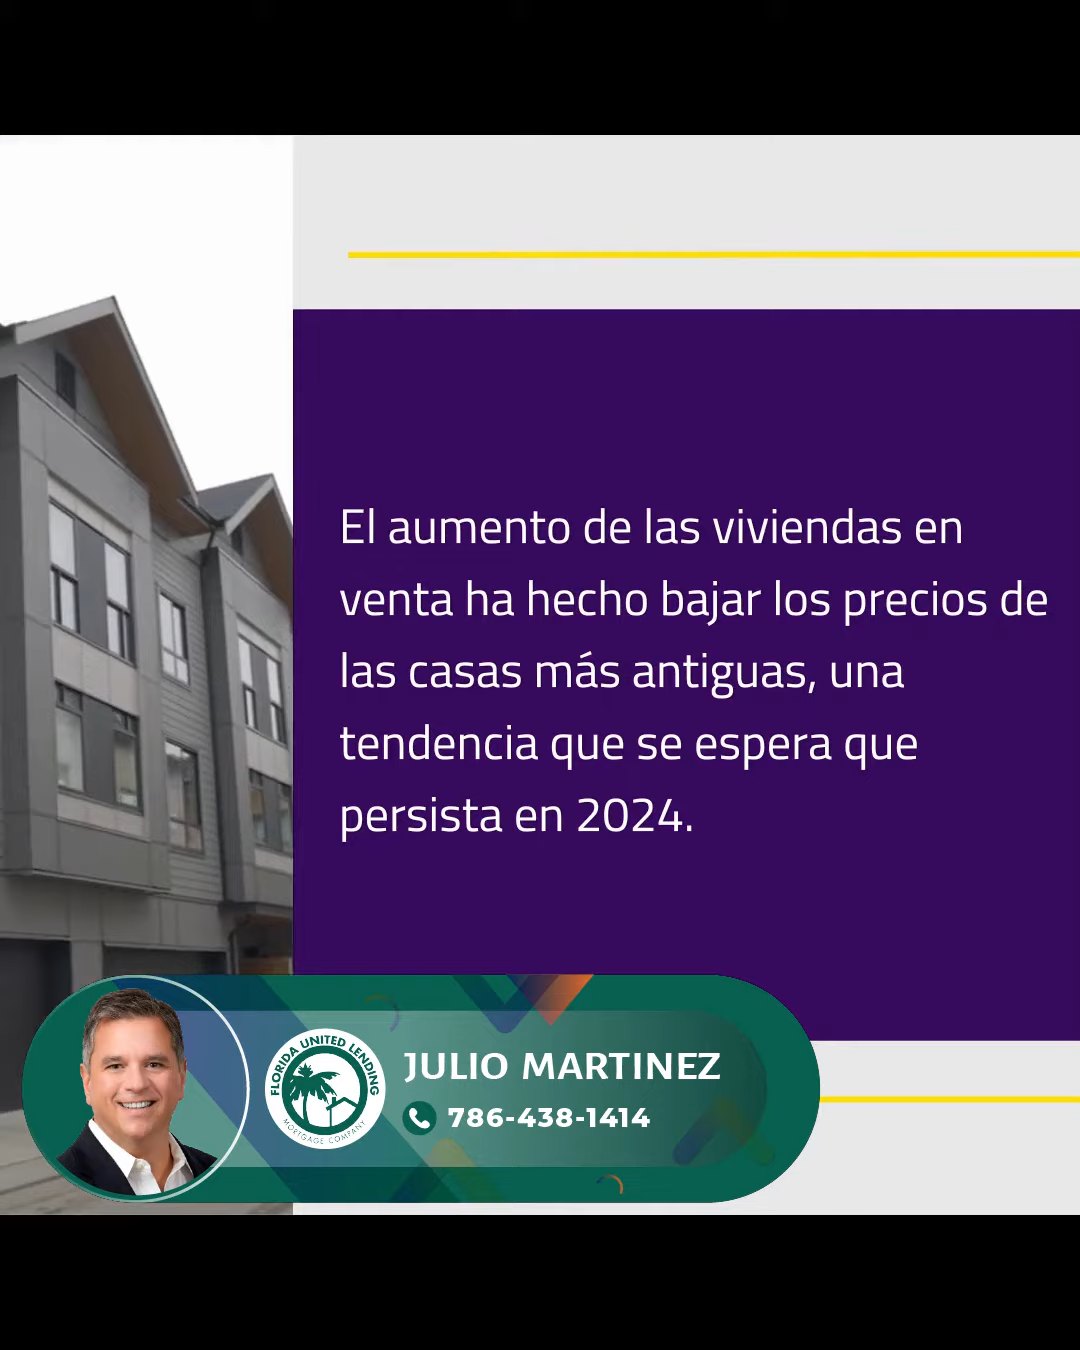 El aumento de las viviendas en
venta ha hecho bajar los precios de
las casas más antiguas, una
tendencia que se espera que
persista en 2024.
FLORIDA UNITED LENDING
MORTGAGE COMPANY
JULIO MARTINEZ
786-438-1414